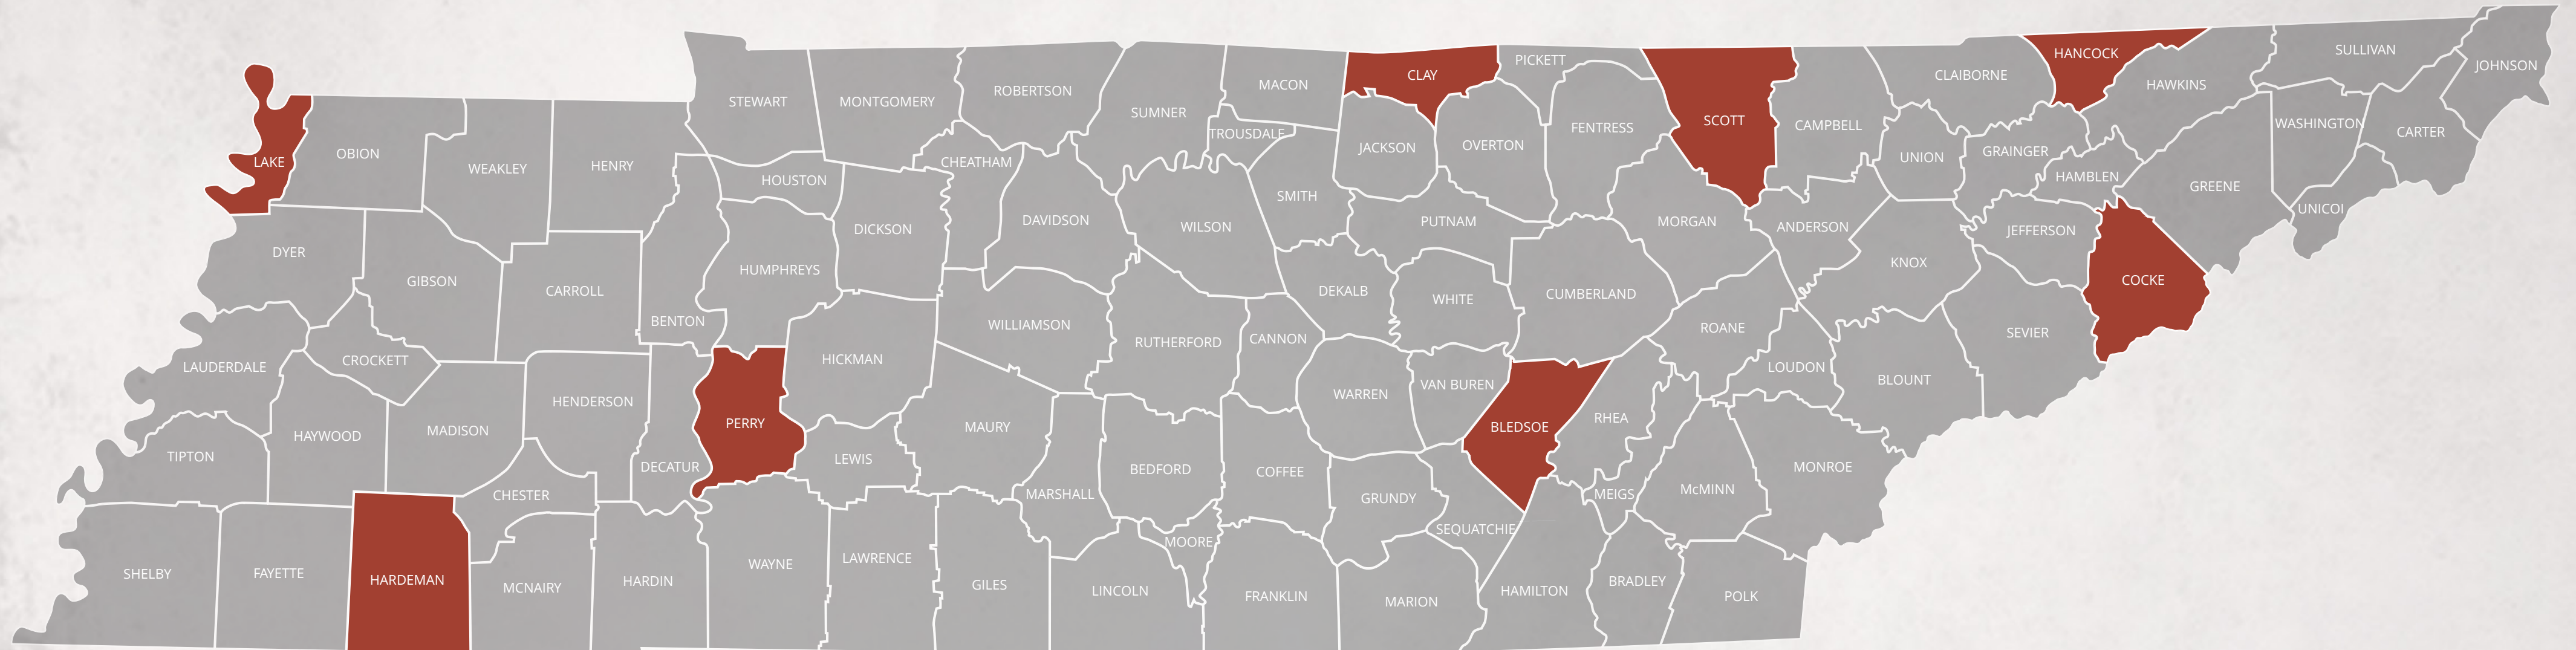 LAKE
OBION
WEAKLEY
HENRY
STEWART
MONTGOMERY
ROBERTSON
SUMNER
MACON
TROUSDALE
CLAY
PICKETT
SCOTT
CAMPBELL
CLAIBORNE
HANCOCK
HAWKINS
SULLIVAN
JOHNSON
CARTER
WASHINGTON
UNICOI
GREENE
HAMBLEN
GRAINGER
UNION
FENTRESS
OVERTON
JACKSON
CHEATHAM
HOUSTON
DICKSON
DAVIDSON
WILSON
SMITH
PUTNAM
MORGAN
ANDERSON
KNOX
JEFFERSON
COCKE
DYER
GIBSON
CARROLL
BENTON
HUMPHREYS
HICKMAN
WILLIAMSON
RUTHERFORD
CANNON
DEKALB
WHITE
CUMBERLAND
ROANE
LOUDON
BLOUNT
SEVIER
LAUDERDALE
CROCKETT
HAYWOOD
MADISON
HENDERSON
DECATUR
PERRY
LEWIS
MAURY
MARSHALL
BEDFORD
COFFEE
WARREN
VAN BUREN
BLEDSOE
RHEA
MEIGS
McMINN
MONROE
TIPTON
CHESTER
GRUNDY
SEQUATCHIE
MOORE
SHELBY
FAYETTE
HARDEMAN
MCNAIRY
HARDIN
WAYNE
LAWRENCE
GILES
LINCOLN
FRANKLIN
MARION
HAMILTON
BRADLEY
POLK